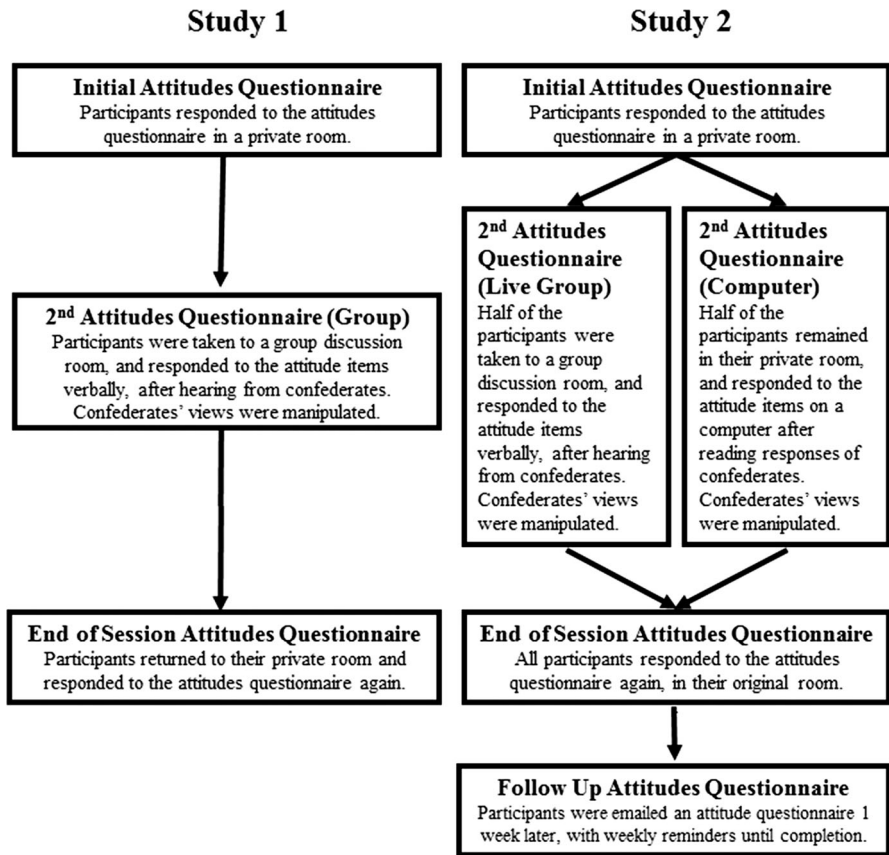 Study 1
Initial Attitudes Questionnaire
Participants responded to the attitudes
questionnaire in a private room.
2nd Attitudes Questionnaire (Group)
Participants were taken to a group discussion
room, and responded to the attitude items
verbally, after hearing from confederates.
Confederates' views were manipulated.
End of Session Attitudes Questionnaire
Participants returned to their private room and
responded to the attitudes questionnaire again.
Study 2
Initial Attitudes Questionnaire
Participants responded to the attitudes
questionnaire in a private room.
2nd Attitudes
Questionnaire
(Live Group)
Half of the
participants were
taken to a group
discussion room, and
responded to the
attitude items
verbally, after hearing
from confederates.
Confederates' views
were manipulated.
2nd Attitudes
Questionnaire
(Computer)
Half of the
participants remained
in their private room,
and responded to the
attitude items on a
computer after
reading responses of
confederates.
Confederates' views
were manipulated.
End of Session Attitudes Questionnaire
All participants responded to the attitudes
questionnaire again, in their original room.
Follow Up Attitudes Questionnaire
Participants were emailed an attitude questionnaire 1
week later, with weekly reminders until completion.